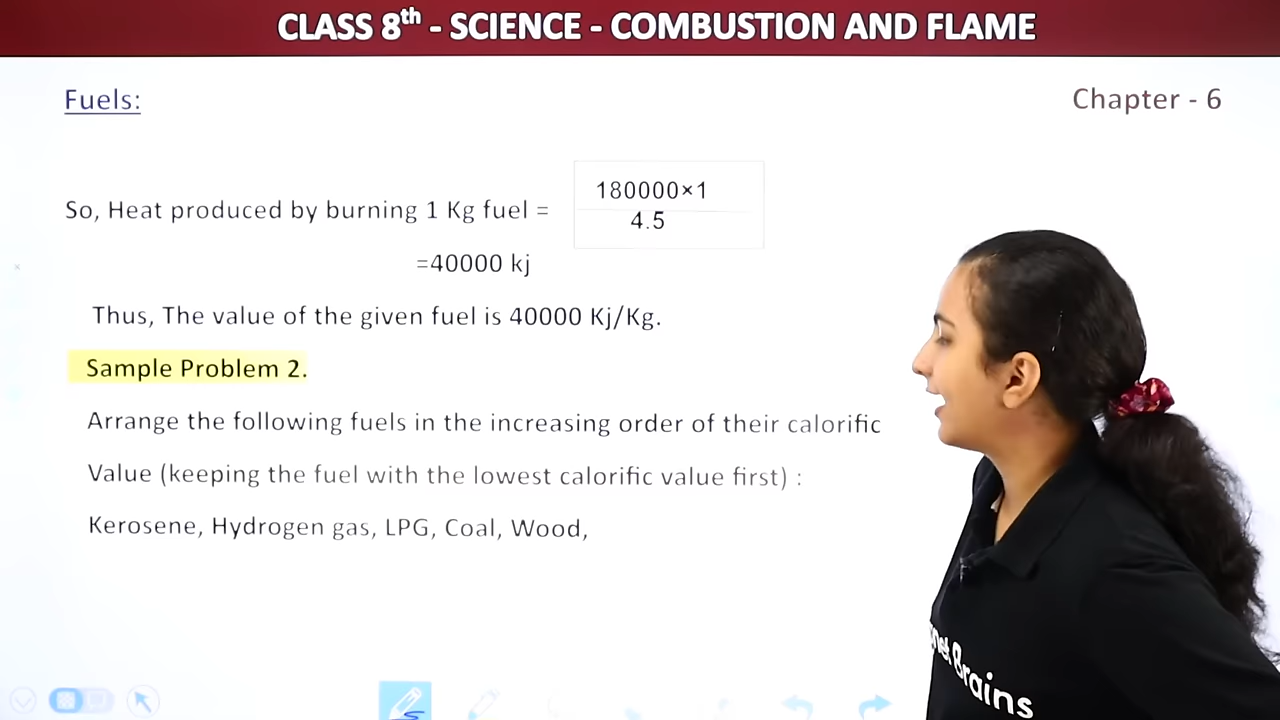 CLASS 8th - SCIENCE - COMBUSTION AND FLAME
Fuels:
Chapter - 6
So, Heat produced by burning 1 Kg fuel =
180000×1
4.5
=40000 kj
Thus, The value of the given fuel is 40000 Kj/Kg.
Sample Problem 2.
Arrange the following fuels in the increasing order of their calorific
Value (keeping the fuel with the lowest calorific value first) :
Kerosene, Hydrogen gas, LPG, Coal, Wood,
Brains